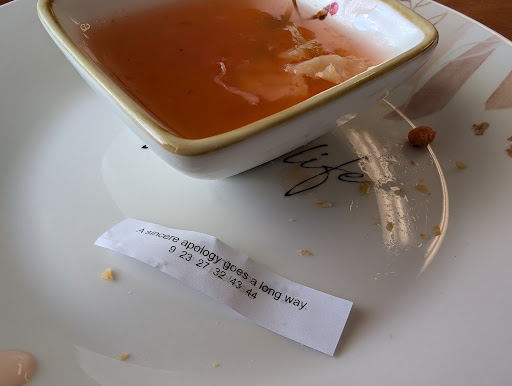 life
A sincere apology goes a long way.
9 23 27 32 43 44